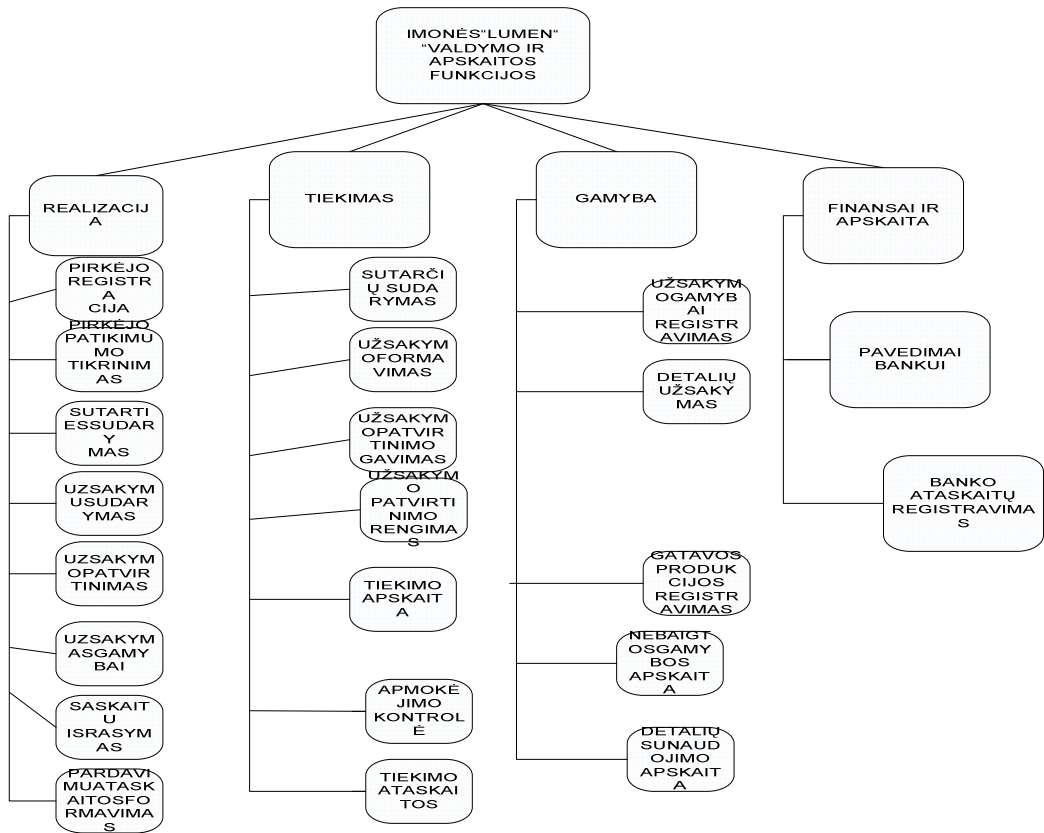 IMONĖS"LUMEN"
"VALDYMO IR
APSKAITOS
FUNKCIJOS
REALIZACIJ
A
PIRKĖJO
REGISTR
A
CIJA
PIRKĖJO
PATIKIMU
MO
TIKRINIM
AS
SUTARTI
ESSUDAR
Y
MAS
UZSAKYM
USUDAR
YMAS
UZSAKYM
OPATVIR
TINIMAS
UZSAKYM
ASGAMY
BAI
SASKAIT
U
ISRASYM
AS
PARDAVI
MUATASK
AITOSFO
RMAVIMA
S
TIEKIMAS
SUTARČI
Ų SUDA
RYMAS
UŽSAKYM
OFORMA
VIMAS
UŽSAKYM
OPATVIR
TINIMO
GAVIMAS
UŽSAKYM
O
PATVIRTI
NIMO
RENGIMA
S
TIEKIMO
APSKAIT
A
APMOKĖ
JIMO
KONTROL
Ė
TIEKIMO
ATASKAI
TOS
GAMYBA
UŽSAKYM
OGAMYB
AI
REGISTR
AVIMAS
DETALIŲ
UŽSAKY
MAS
GATAVOS
PRODUK
CIJOS
REGISTR
AVIMAS
NEBAIGT
OSGAMY
BOS
APSKAIT
A
DETALIŲ
SUNAUD
OJIMO
APSKAIT
A
FINANSAI IR
APSKAITA
PAVEDIMAI
BANKUI
BANKO
ATASKAITŲ
REGISTRAVIMA
S